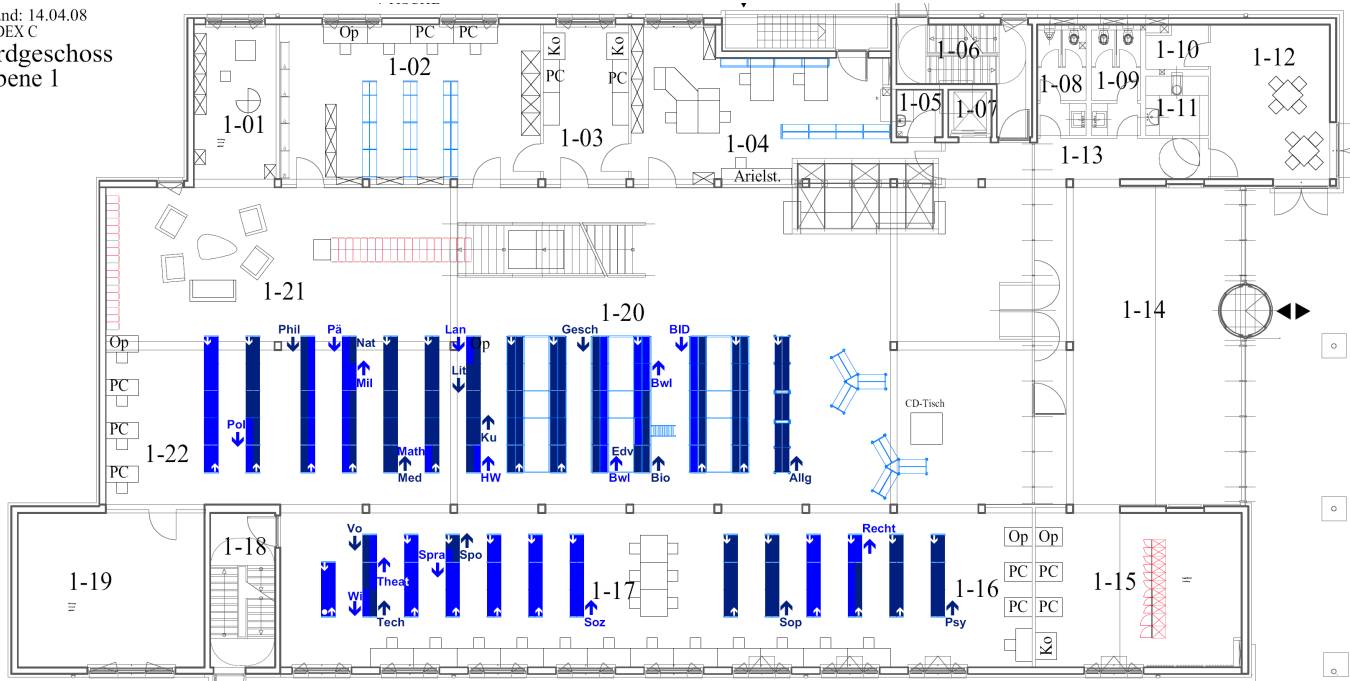 and: 14.04.08
DEX C
rdgeschoss
bene 1
Op
PC
PC
Ko
PC
Ko
PC
1-01
1-02
1-03
1-04
1-05
1-06
1-07
1-08
1-09
1-10
1-11
1-12
1-13
Arielst.
1-21
1-20
1-14
Op
PC
PC
PC
1-22
Phil
Pä
Nat
Mil
Pol
Math
Med
Lan
Op
Lit
Ku
HW
Gesch
BID
Bwl
Edv
Bwl
Bio
Allg
CD-Tisch
1-19
1-18
Vo
Wi
Theat
Tech
Spra
Spo
1-17
Soz
Recht
Sop
Psy
1-16
Op
Op
PC
PC
PC
PC
Ko
1-15